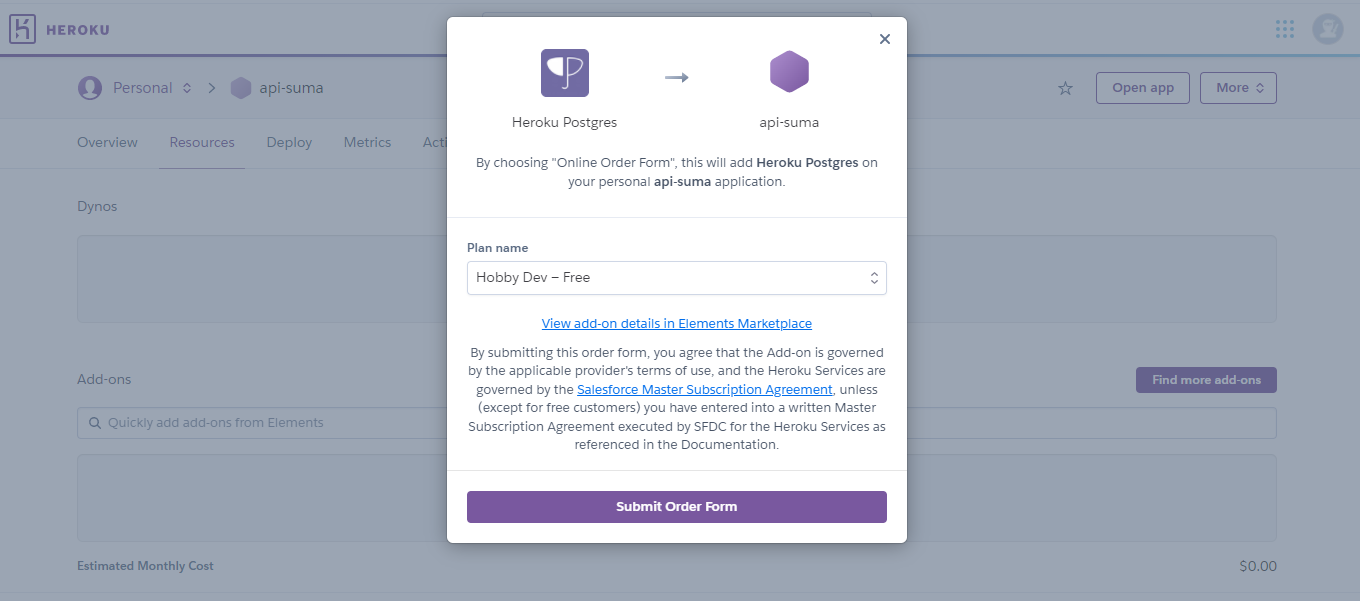 HEROKU
Personal
api-suma
Open app
More
Overview
Resources
Deploy
Metrics
Acti
Dynos
Add-ons
Find more add-ons
Quickly add add-ons from Elements
Estimated Monthly Cost
$0.00
Heroku Postgres
api-suma
By choosing "Online Order Form", this will add Heroku Postgres on
your personal api-suma application.
Plan name
Hobby Dev – Free
View add-on details in Elements Marketplace
By submitting this order form, you agree that the Add-on is governed
by the applicable provider's terms of use, and the Heroku Services are
governed by the Salesforce Master Subscription Agreement, unless
(except for free customers) you have entered into a written Master
Subscription Agreement executed by SFDC for the Heroku Services as
referenced in the Documentation.
Submit Order Form